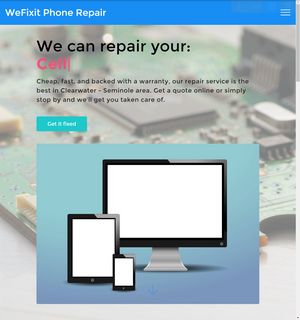 WeFixit Phone Repair
We can repair your:
Cell|
Cheap, fast, and backed with a warranty, our repair service is the
best in Clearwater - Seminole area. Get a quote online or simply
stop by and we'll get you taken care of.
Get it fixed